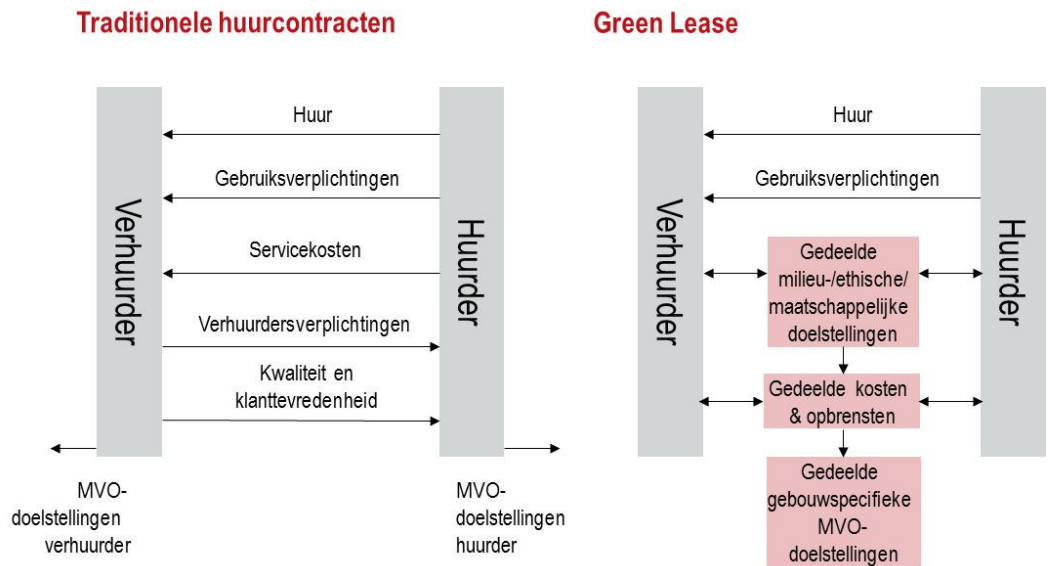 Traditionele huurcontracten
Verhuurder
Huur
Gebruiksverplichtingen
Servicekosten
Verhuurdersverplichtingen
Kwaliteit en
klanttevredenheid
Huurder
MVO-
doelstellingen
verhuurder
MVO-
doelstellingen
huurder
Green Lease
Verhuurder
Huur
Gebruiksverplichtingen
Gedeelde
milieu-/ethische/
maatschappelijke
doelstellingen
Gedeelde kosten
& opbrensten
Gedeelde
gebouwspecifieke
MVO-
doelstellingen
Huurder